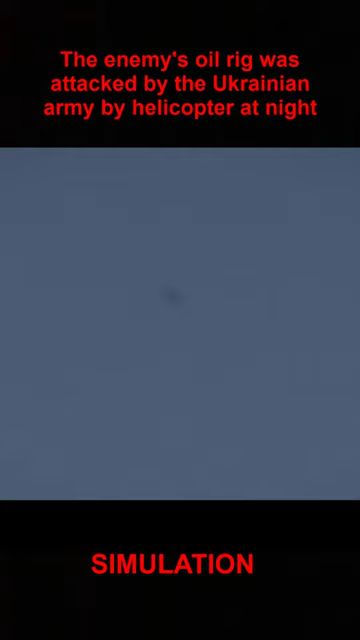 The enemy's oil rig was
attacked by the Ukrainian
army by helicopter at night
SIMULATION